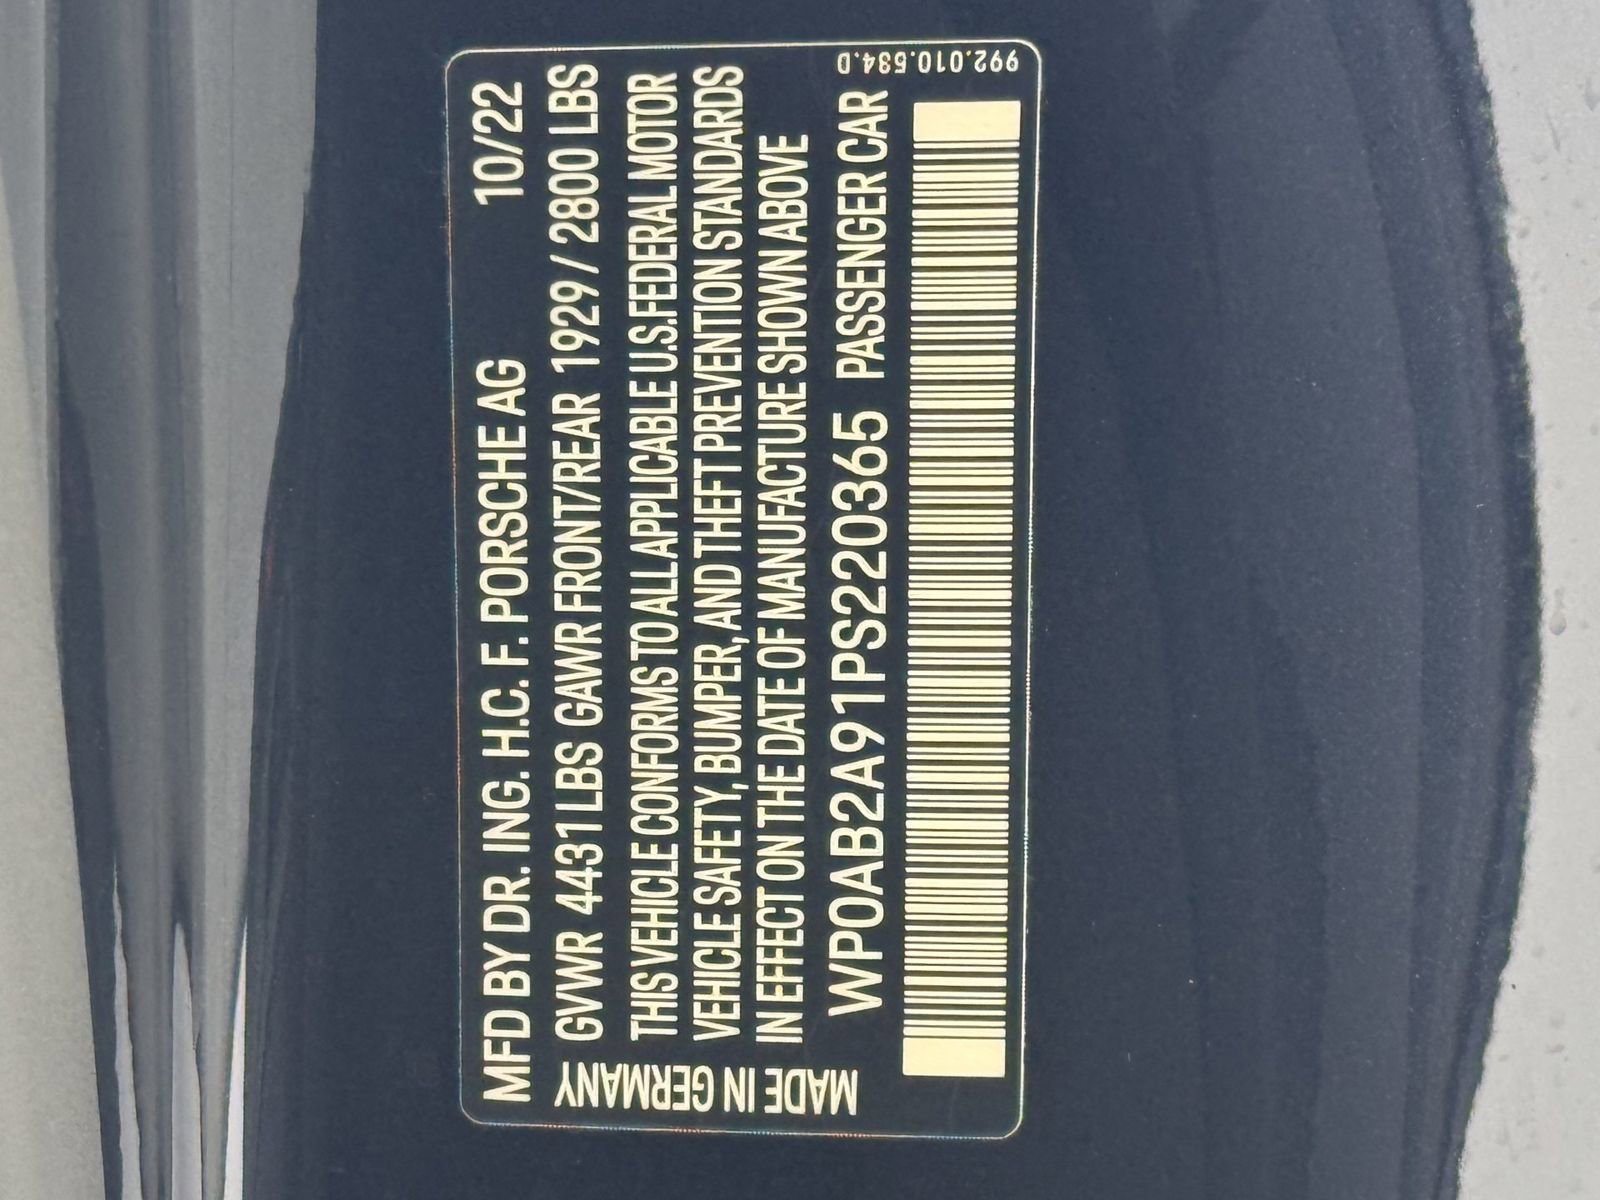 MFD BY DR. ING. H.C. F. PORSCHE AG 10/22
GVWR 4431 LBS GAWR FRONT/REAR 1929 / 2800 LBS
THIS VEHICLE CONFORMS TO ALL APPLICABLE U.S. FEDERAL MOTOR
VEHICLE SAFETY, BUMPER, AND THEFT PREVENTION STANDARDS
IN EFFECT ON THE DATE OF MANUFACTURE SHOWN ABOVE
WP0AB2A91PS220365 PASSENGER CAR
MADE IN GERMANY
992.010.584.D